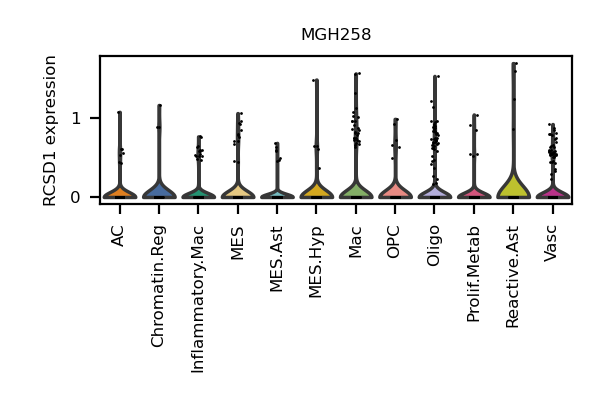 MGH258
RCSD1 expression
1
0
AC
Chromatin.Reg
Inflammatory.Mac
MES
MES.Ast
MES.Hyp
Mac
OPC
Oligo
Prolif.Metab
Reactive.Ast
Vasc